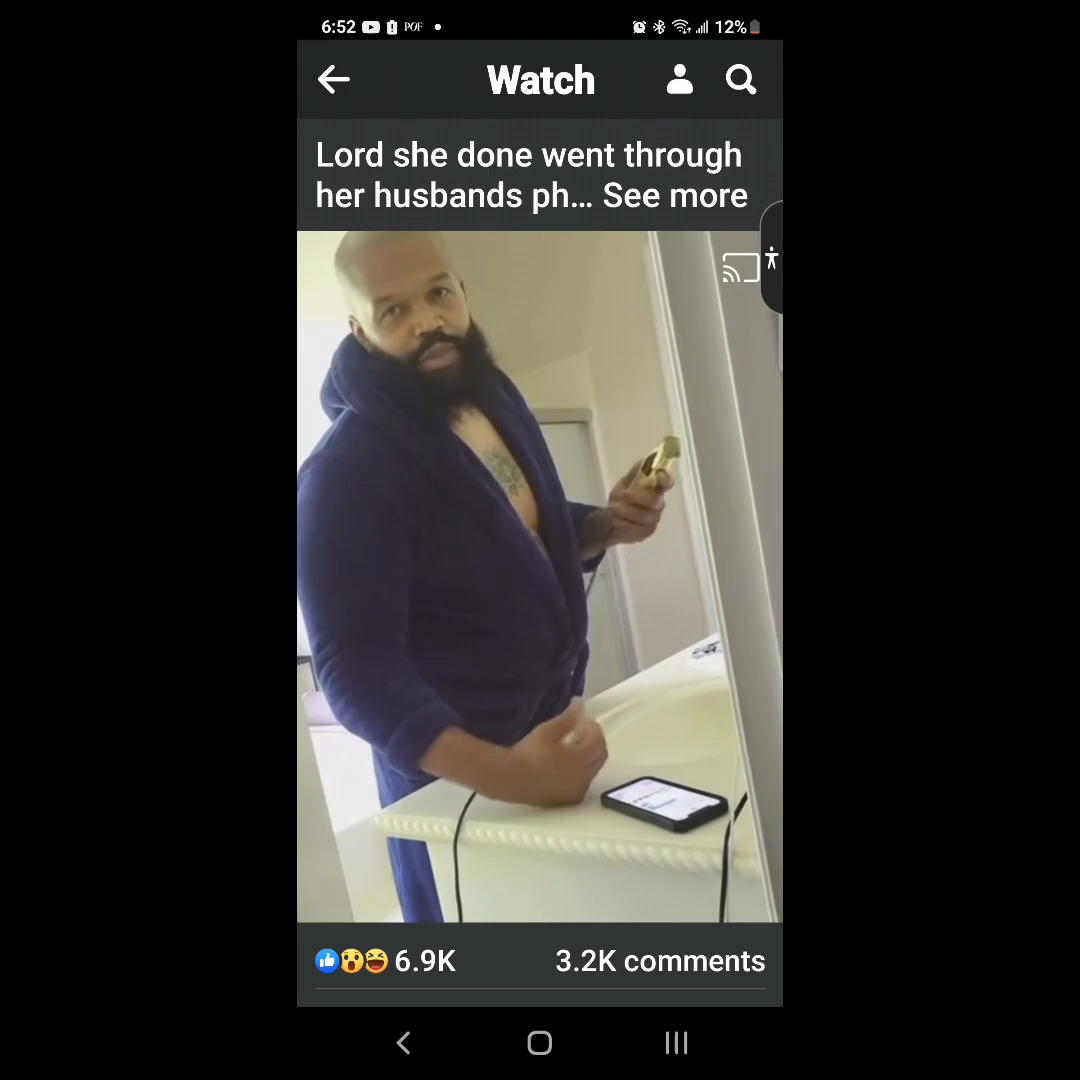 6:52 POF 12%
Watch
Lord she done went through
her husbands ph... See more
6.9K 3.2K comments